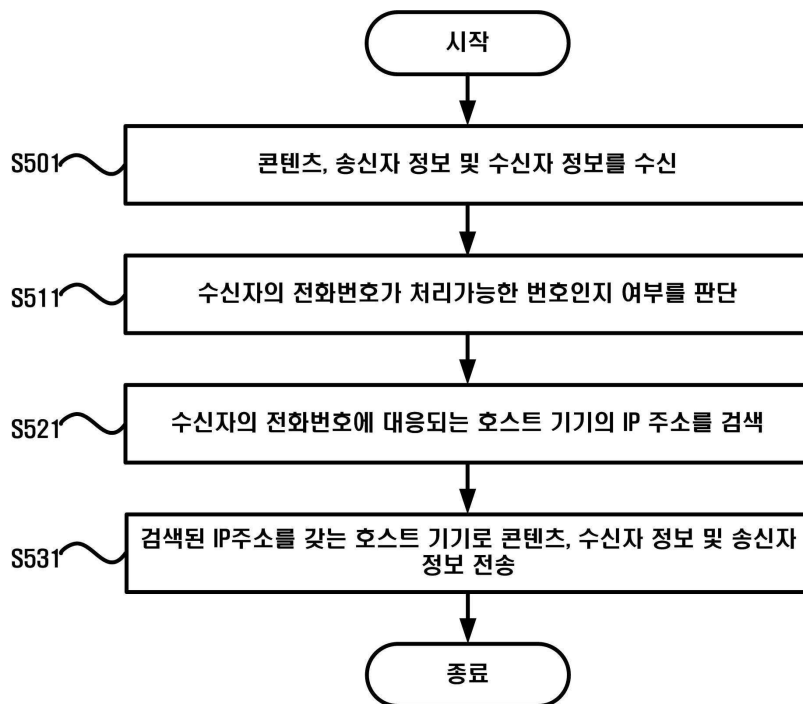 시작
S501
콘텐츠, 송신자 정보 및 수신자 정보를 수신
S511
수신자의 전화번호가 처리가능한 번호인지 여부를 판단
S521
수신자의 전화번호에 대응되는 호스트 기기의 IP 주소를 검색
S531
검색된 IP주소를 갖는 호스트 기기로 콘텐츠, 수신자 정보 및 송신자
정보 전송
종료